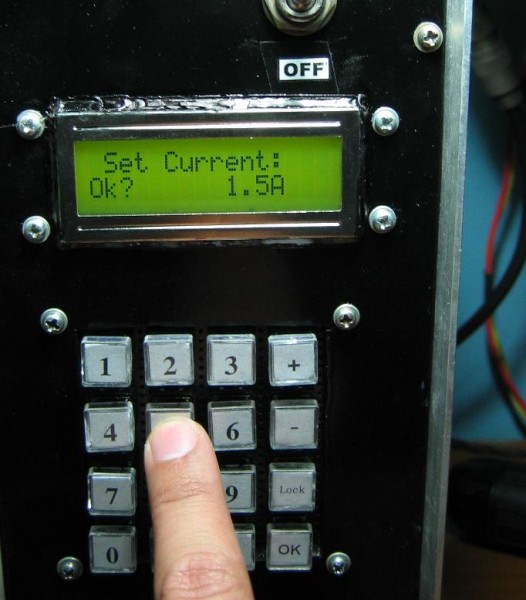 OFF
Set Current:
Ok? 1.5A
1 2 3 +
4 6 -
7 9 Lock
0 OK